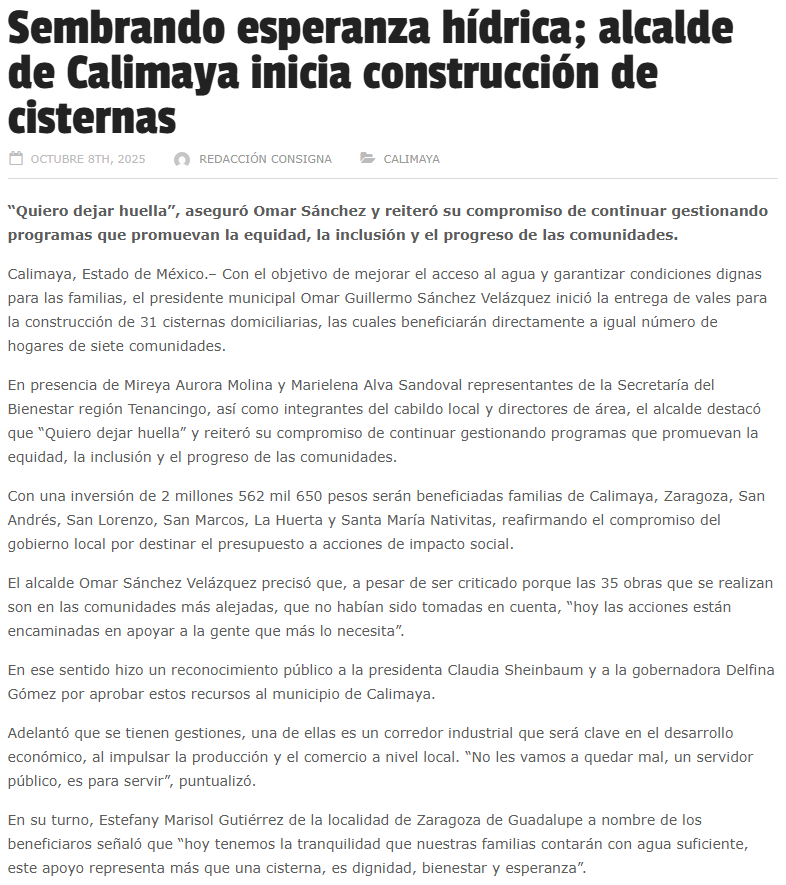 Sembrando esperanza hídrica; alcalde
de Calimaya inicia construcción de
cisternas
OCTUBRE 8TH, 2025 REDACCIÓN CONSIGNA CALIMAYA
“Quiero dejar huella”, aseguró Omar Sánchez y reiteró su compromiso de continuar gestionando
programas que promuevan la equidad, la inclusión y el progreso de las comunidades.
Calimaya, Estado de México.– Con el objetivo de mejorar el acceso al agua y garantizar condiciones dignas
para las familias, el presidente municipal Omar Guillermo Sánchez Velázquez inició la entrega de vales para
la construcción de 31 cisternas domiciliarias, las cuales beneficiarán directamente a igual número de
hogares de siete comunidades.
En presencia de Mireya Aurora Molina y Marielena Alva Sandoval representantes de la Secretaría del
Bienestar región Tenancingo, así como integrantes del cabildo local y directores de área, el alcalde destacó
que “Quiero dejar huella” y reiteró su compromiso de continuar gestionando programas que promuevan la
equidad, la inclusión y el progreso de las comunidades.
Con una inversión de 2 millones 562 mil 650 pesos serán beneficiadas familias de Calimaya, Zaragoza, San
Andrés, San Lorenzo, San Marcos, La Huerta y Santa María Nativitas, reafirmando el compromiso del
gobierno local por destinar el presupuesto a acciones de impacto social.
El alcalde Omar Sánchez Velázquez precisó que, a pesar de ser criticado porque las 35 obras que se realizan
son en las comunidades más alejadas, que no habían sido tomadas en cuenta, “hoy las acciones están
encaminadas en apoyar a la gente que más lo necesita”.
En ese sentido hizo un reconocimiento público a la presidenta Claudia Sheinbaum y a la gobernadora Delfina
Gómez por aprobar estos recursos al municipio de Calimaya.
Adelantó que se tienen gestiones, una de ellas es un corredor industrial que será clave en el desarrollo
económico, al impulsar la producción y el comercio a nivel local. “No les vamos a quedar mal, un servidor
público, es para servir”, puntualizó.
En su turno, Estefany Marisol Gutiérrez de la localidad de Zaragoza de Guadalupe a nombre de los
beneficiaros señaló que “hoy tenemos la tranquilidad que nuestras familias contarán con agua suficiente,
este apoyo representa más que una cisterna, es dignidad, bienestar y esperanza”.